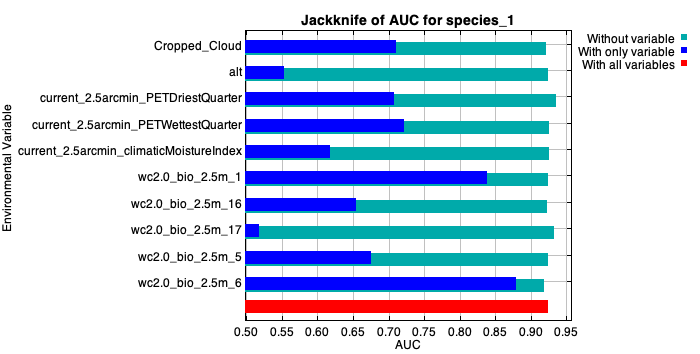 Jackknife of AUC for species_1
Without variable
With only variable
With all variables
Environmental Variable
Cropped_Cloud
alt
current_2.5arcmin_PETDriestQuarter
current_2.5arcmin_PETWettestQuarter
current_2.5arcmin_climaticMoistureIndex
wc2.0_bio_2.5m_1
wc2.0_bio_2.5m_16
wc2.0_bio_2.5m_17
wc2.0_bio_2.5m_5
wc2.0_bio_2.5m_6
0.50 0.55 0.60 0.65 0.70 0.75 0.80 0.85 0.90 0.95
AUC